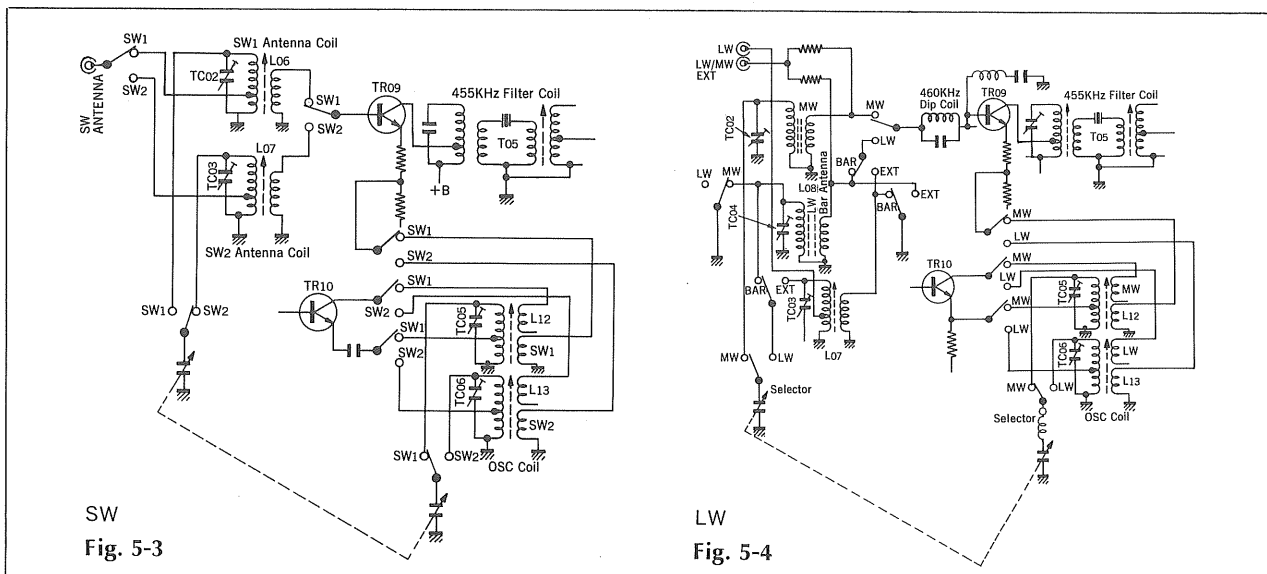 SW1
SW1 Antenna Coil
L06
TC02
SW2
SW ANTENNA
SW1
SW2
TR09
455KHz Filter Coil
T05
+B
L07
TC03
SW2 Antenna Coil
SW1
SW2
SW1
SW2
TR10
SW1
SW2
SW1
SW2
TC05
L12
SW1
TC06
L13
SW2
SW1
SW2
OSC Coil
SW
Fig. 5-3
LW
LW/MW
EXT
TC02
MW
MW
LW
460KHz
Dip Coil
TR09
455KHz Filter Coil
T05
BAR
EXT
LW
MW
L08
LW
Bar Antenna
BAR
EXT
TC04
BAR
EXT
TC03
L07
MW
LW
Selector
MW
LW
MW
LW
TR10
MW
LW
TC05
MW
L12
TC06
LW
L13
MW
LW
OSC Coil
Selector
LW
Fig. 5-4